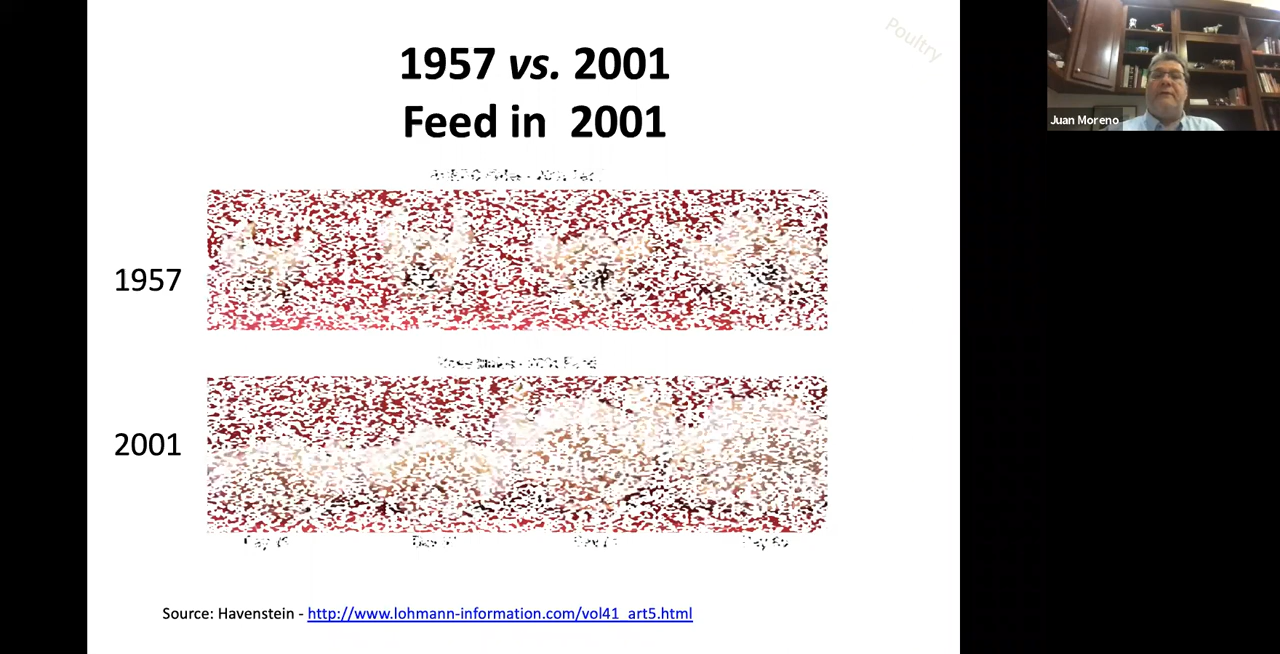 Poultry
1957 vs. 2001
Feed in 2001
Juan Moreno
1957
2001
Source: Havenstein - http://www.lohmann-information.com/vol41_art5.html